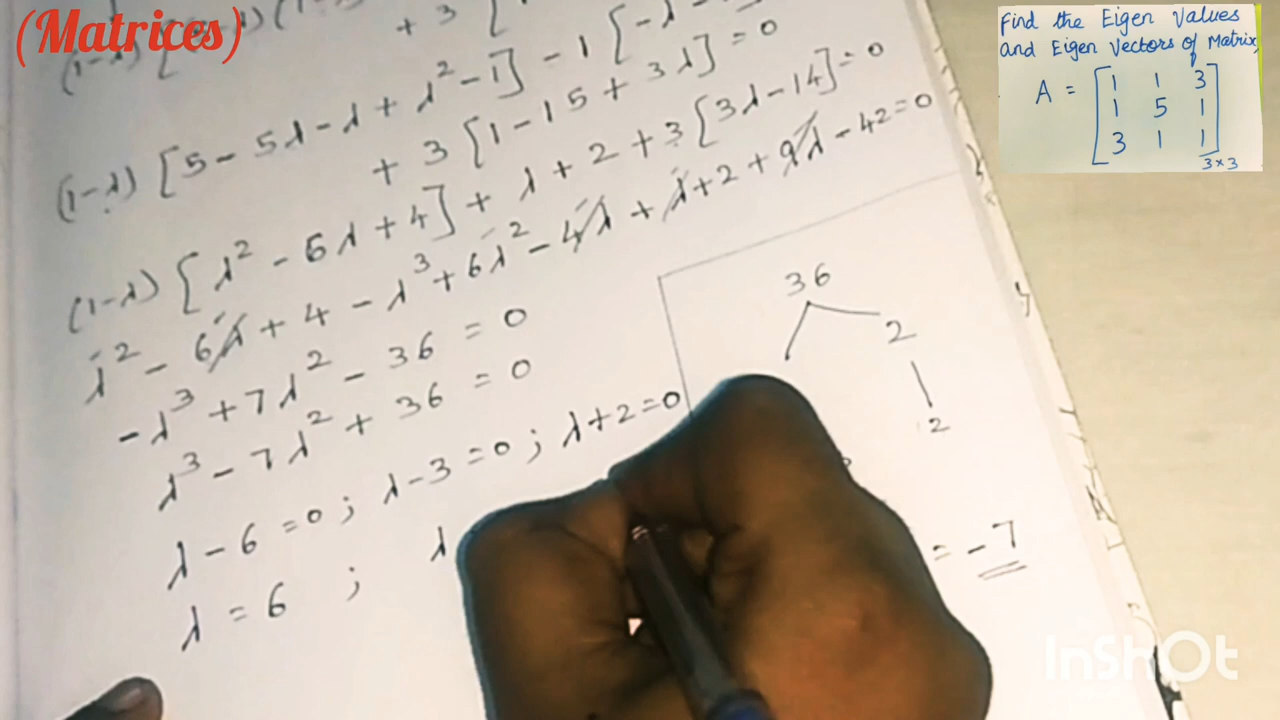 (Matrices)
Find the Eigen Values
and Eigen Vectors of Matrix,
A = [1 1 3
1 5 1
3 1 1] 3×3
(1-λ) [5 - 5λ - λ + λ² - 1] - 1 [-λ
+ 3 [1 - 15 + 3λ] = 0
(1-λ) [λ² - 6λ + 4] + λ + 2 + 3 [3λ - 14] = 0
λ² - 6λ + 4 - λ³ + 6λ² - 4λ + λ + 2 + 9λ - 42 = 0
-λ³ + 7λ² - 36 = 0
λ³ - 7λ² + 36 = 0
λ - 6 = 0 ; λ - 3 = 0 ; λ + 2 = 0
λ = 6 ; λ
36
2
2
= -7
InShOt